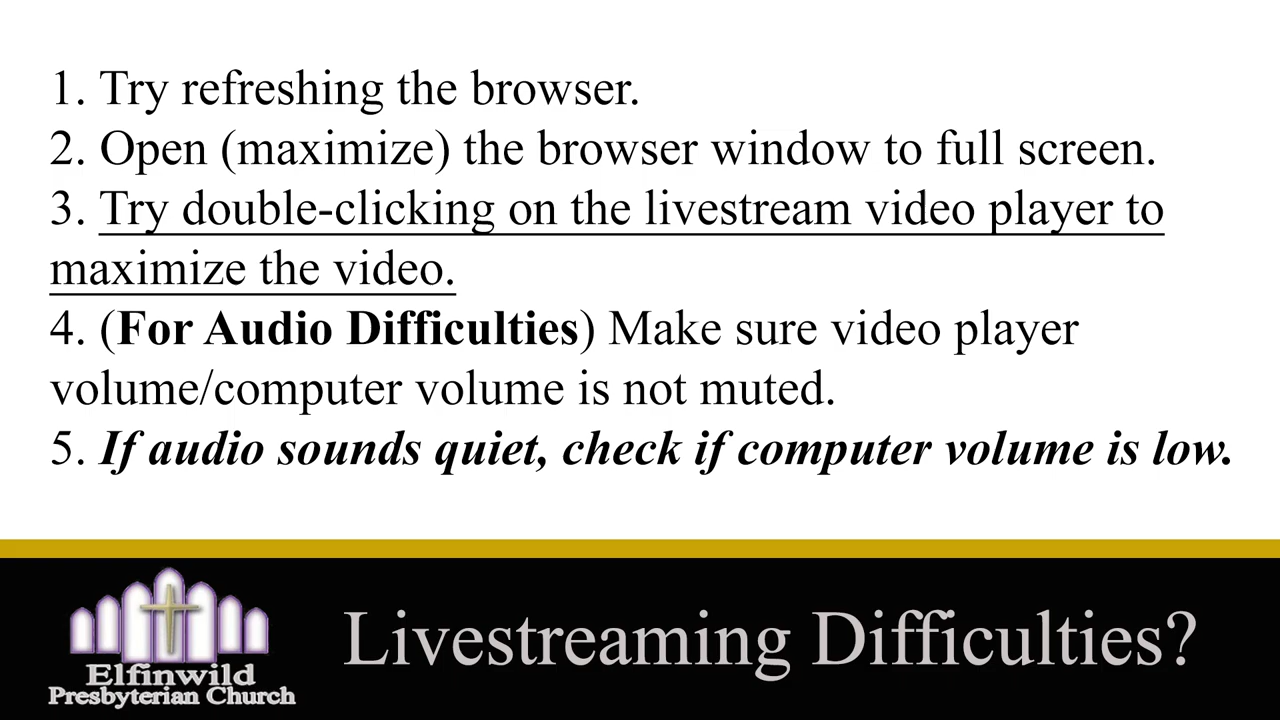 1. Try refreshing the browser.
2. Open (maximize) the browser window to full screen.
3. Try double-clicking on the livestream video player to
maximize the video.
4. (For Audio Difficulties) Make sure video player
volume/computer volume is not muted.
5. If audio sounds quiet, check if computer volume is low.
Elfinwild
Presbyterian Church
Livestreaming Difficulties?